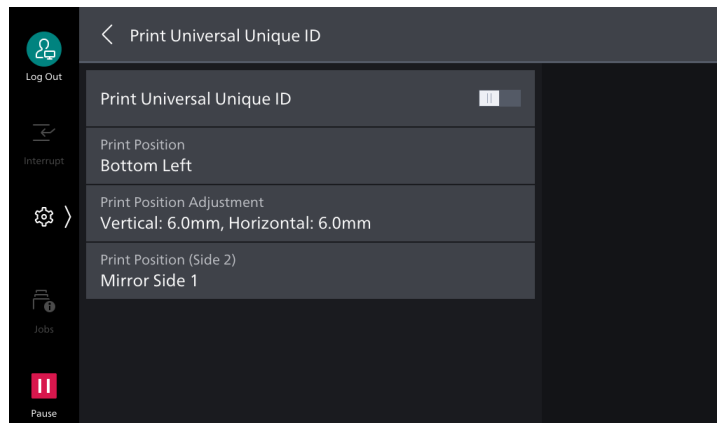 Print Universal Unique ID
Log Out
Print Universal Unique ID
Print Position
Bottom Left
Interrupt
Print Position Adjustment
Vertical: 6.0mm, Horizontal: 6.0mm
Print Position (Side 2)
Mirror Side 1
Jobs
Pause